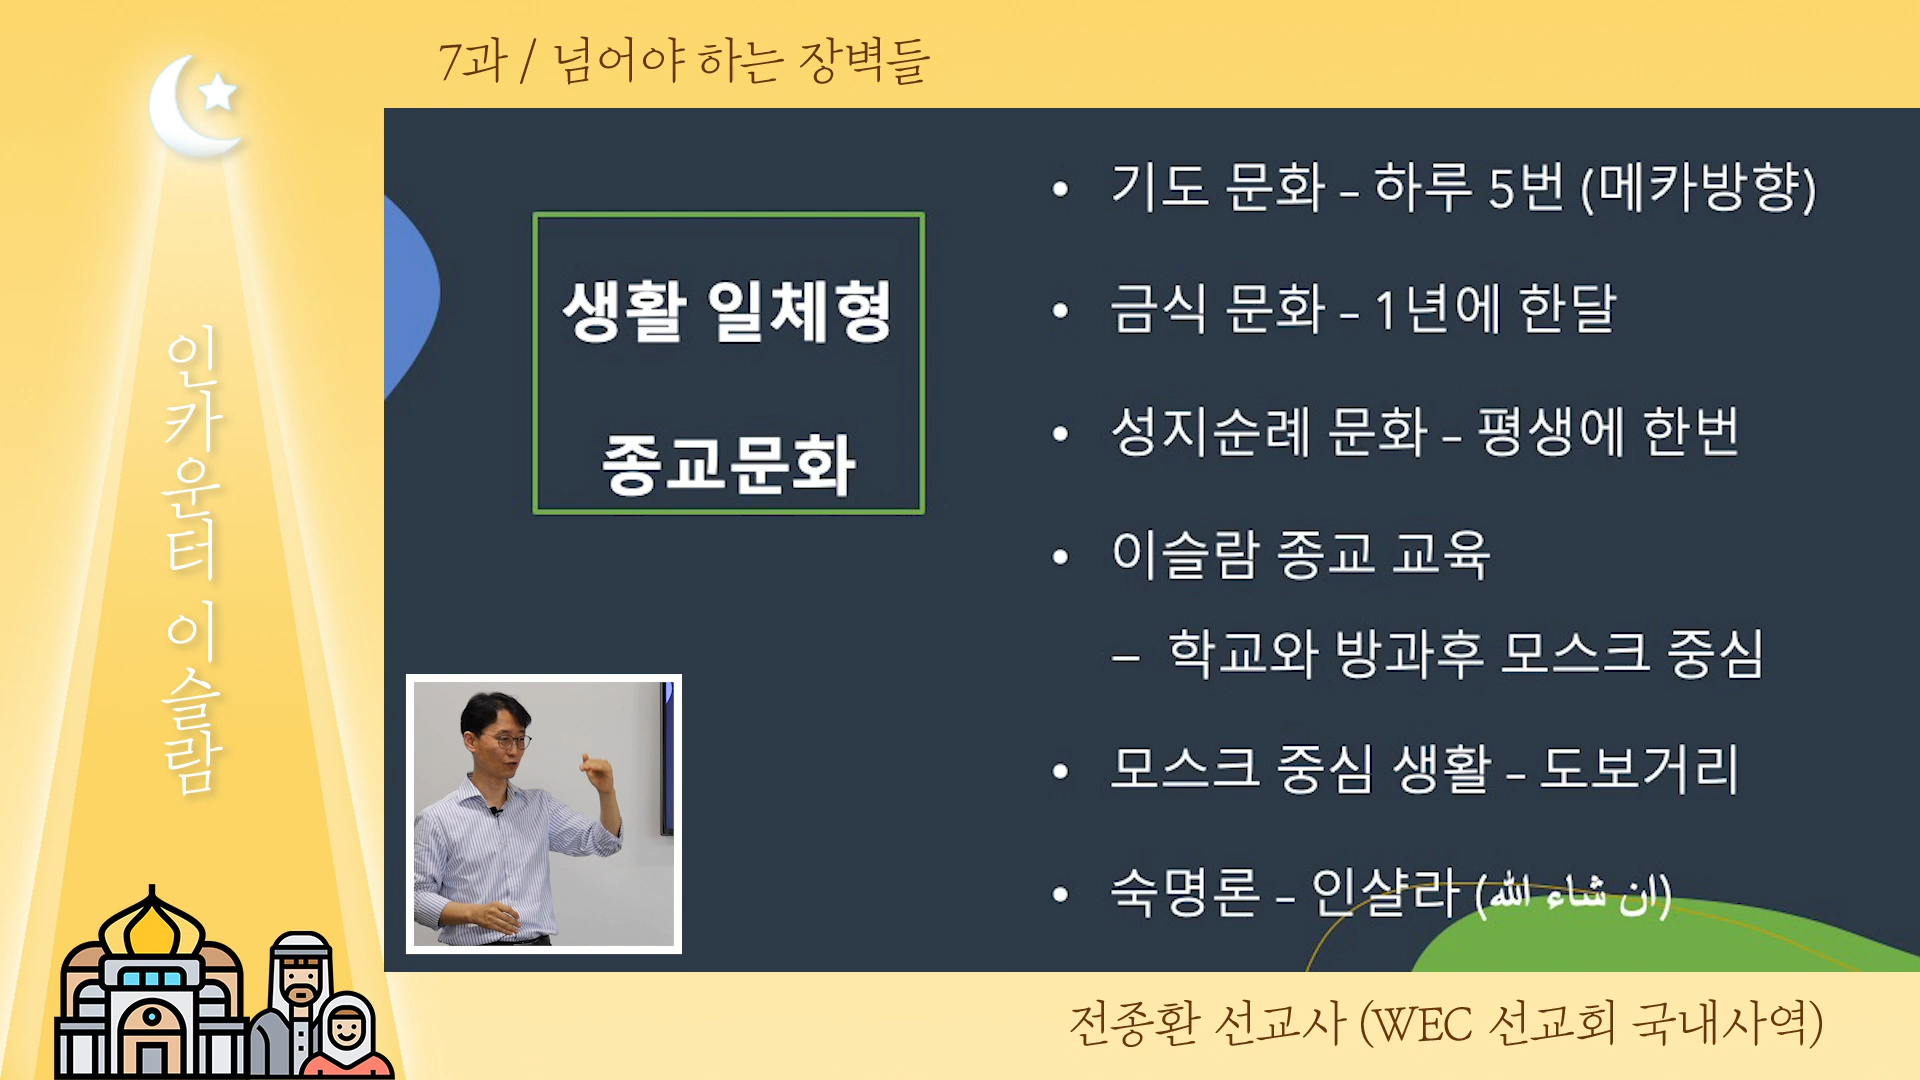 7과 / 넘어야 하는 장벽들
인카운터 이슬람
생활 일체형
종교문화
• 기도 문화 – 하루 5번 (메카방향)
• 금식 문화 – 1년에 한달
• 성지순례 문화 – 평생에 한번
• 이슬람 종교 교육
– 학교와 방과후 모스크 중심
• 모스크 중심 생활 – 도보거리
• 숙명론 – 인샬라 (ان شاء الله)
전종환 선교사 (WEC 선교회 국내사역)